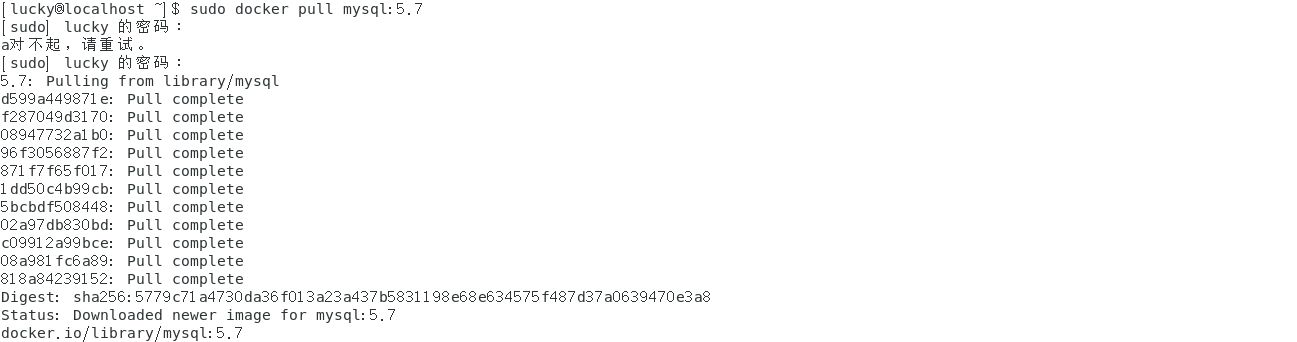 [lucky@localhost ~]$ sudo docker pull mysql:5.7
[sudo] lucky 的密码：
a对不起，请重试。
[sudo] lucky 的密码：
5.7: Pulling from library/mysql
d599a449871e: Pull complete
f287049d3170: Pull complete
08947732a1b0: Pull complete
96f3056887f2: Pull complete
871f7f65f017: Pull complete
1dd50c4b99cb: Pull complete
5bcbdf508448: Pull complete
02a97db830bd: Pull complete
c09912a99bce: Pull complete
08a981fc6a89: Pull complete
818a84239152: Pull complete
Digest: sha256:5779c71a4730da36f013a23a437b5831198e68e634575f487d37a0639470e3a8
Status: Downloaded newer image for mysql:5.7
docker.io/library/mysql:5.7